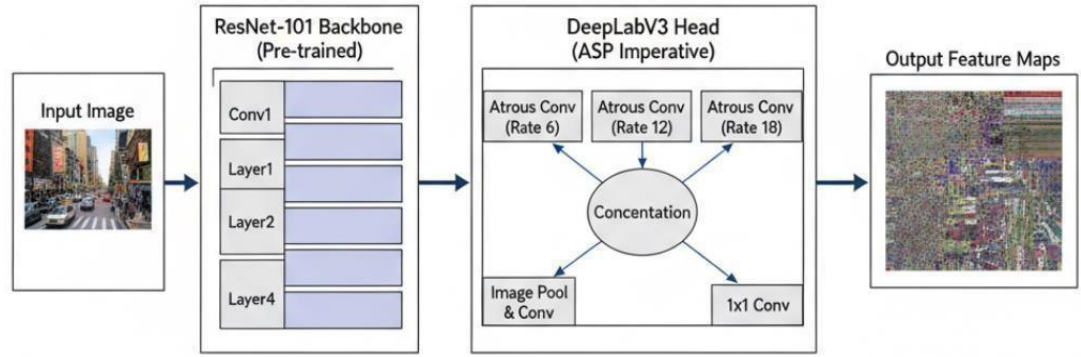 ResNet-101 Backbone
(Pre-trained)
DeepLabV3 Head
(ASP Imperative)
Output Feature Maps
Input Image
Conv1
Layer1
Layer2
Layer4
Atrous Conv
(Rate 6)
Atrous Conv
(Rate 12)
Atrous Conv
(Rate 18)
Concentation
Image Pool
& Conv
1x1 Conv